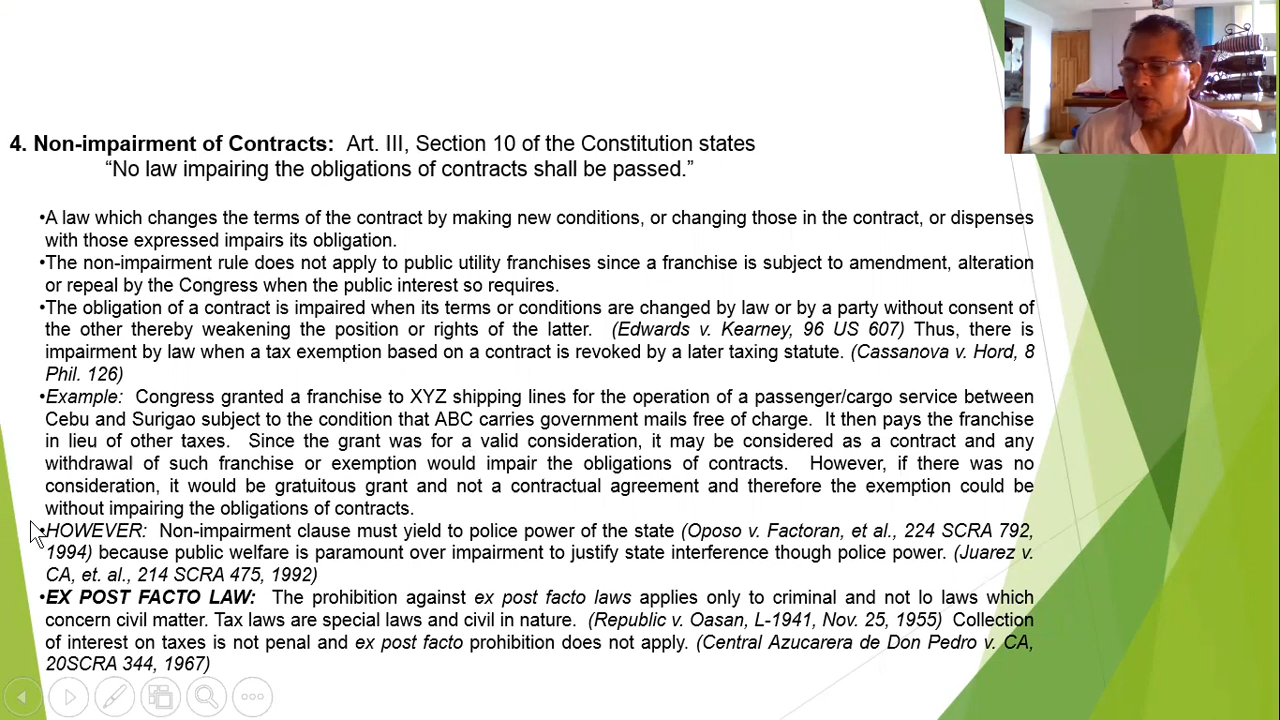 4. Non-impairment of Contracts: Art. III, Section 10 of the Constitution states
“No law impairing the obligations of contracts shall be passed.”
•A law which changes the terms of the contract by making new conditions, or changing those in the contract, or dispenses
with those expressed impairs its obligation.
•The non-impairment rule does not apply to public utility franchises since a franchise is subject to amendment, alteration
or repeal by the Congress when the public interest so requires.
•The obligation of a contract is impaired when its terms or conditions are changed by law or by a party without consent of
the other thereby weakening the position or rights of the latter. (Edwards v. Kearney, 96 US 607) Thus, there is
impairment by law when a tax exemption based on a contract is revoked by a later taxing statute. (Cassanova v. Hord, 8
Phil. 126)
•Example: Congress granted a franchise to XYZ shipping lines for the operation of a passenger/cargo service between
Cebu and Surigao subject to the condition that ABC carries government mails free of charge. It then pays the franchise
in lieu of other taxes. Since the grant was for a valid consideration, it may be considered as a contract and any
withdrawal of such franchise or exemption would impair the obligations of contracts. However, if there was no
consideration, it would be gratuitous grant and not a contractual agreement and therefore the exemption could be
without impairing the obligations of contracts.
•HOWEVER: Non-impairment clause must yield to police power of the state (Oposo v. Factoran, et al., 224 SCRA 792,
1994) because public welfare is paramount over impairment to justify state interference though police power. (Juarez v.
CA, et. al., 214 SCRA 475, 1992)
•EX POST FACTO LAW: The prohibition against ex post facto laws applies only to criminal and not lo laws which
concern civil matter. Tax laws are special laws and civil in nature. (Republic v. Oasan, L-1941, Nov. 25, 1955) Collection
of interest on taxes is not penal and ex post facto prohibition does not apply. (Central Azucarera de Don Pedro v. CA,
20SCRA 344, 1967)